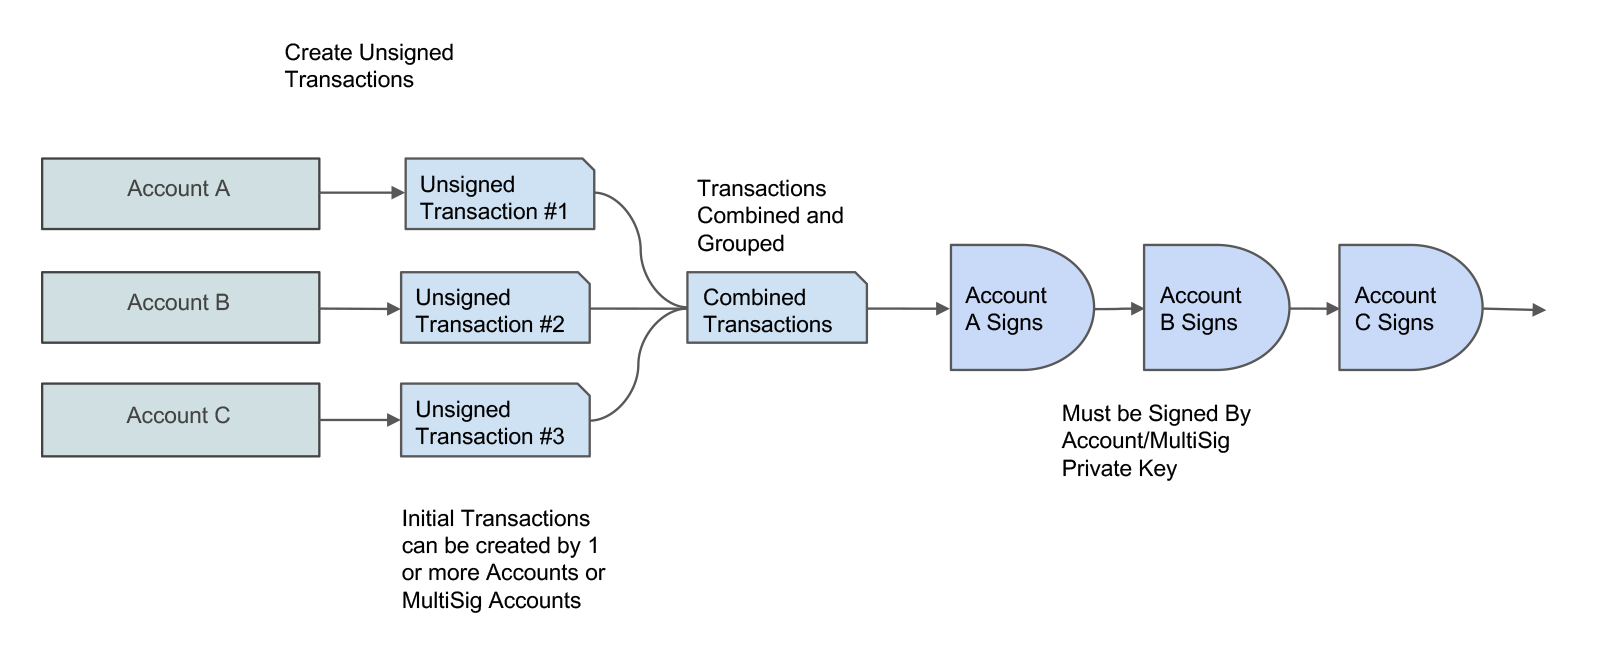 Create Unsigned
Transactions
Account A
Unsigned
Transaction #1
Account B
Unsigned
Transaction #2
Account C
Unsigned
Transaction #3
Initial Transactions
can be created by 1
or more Accounts or
MultiSig Accounts
Transactions
Combined and
Grouped
Combined
Transactions
Account
A Signs
Account
B Signs
Account
C Signs
Must be Signed By
Account/MultiSig
Private Key